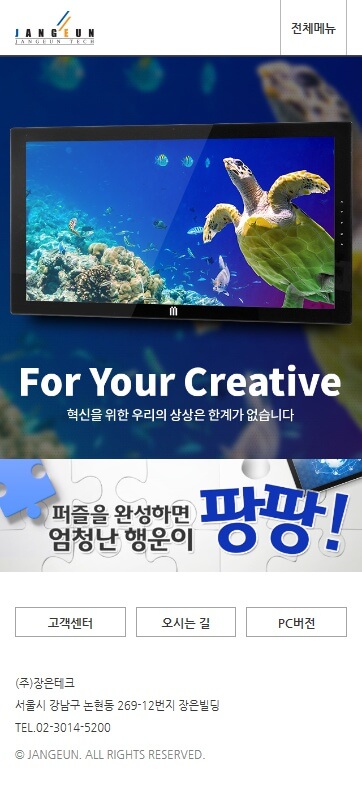 JANGEUN
JANGEUN TECH
전체메뉴
For Your Creative
혁신을 위한 우리의 상상은 한계가 없습니다
퍼즐을 완성하면
엄청난 행운이
팡팡!
고객센터
오시는 길
PC버전
(주)장은테크
서울시 강남구 논현동 269-12번지 장은빌딩
TEL.02-3014-5200
© JANGEUN. ALL RIGHTS RESERVED.